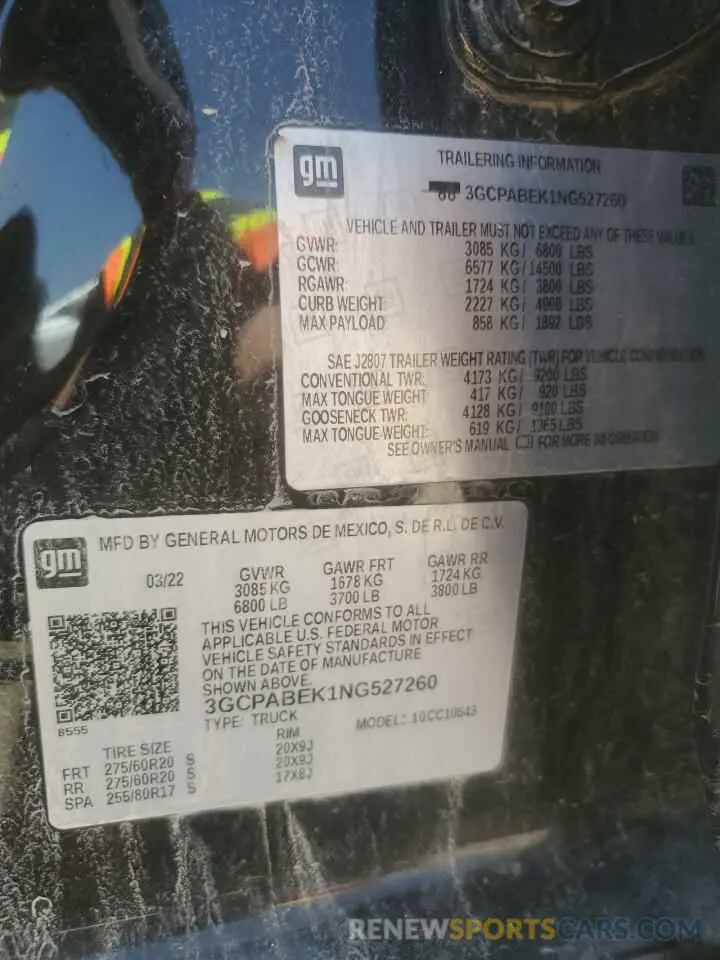 gm
TRAILERING INFORMATION
3GCPABEK1NG527260
VEHICLE AND TRAILER MUST NOT EXCEED ANY OF THESE VALUES
GVWR: 3085 KG/ 6800 LBS
GCWR: 6577 KG/14500 LBS
RGAWR: 1724 KG/ 3800 LBS
CURB WEIGHT: 2227 KG/ 4908 LBS
MAX PAYLOAD 858 KG/ 1892 LBS
SAE J2807 TRAILER WEIGHT RATING (TWR) FOR VEHICLE CONFIGURATION
CONVENTIONAL TWR: 4173 KG/ 9200 LBS
MAX TONGUE WEIGHT 417 KG/ 920 LBS
GOOSENECK TWR: 4128 KG/ 9100 LBS
MAX TONGUE WEIGHT: 619 KG/ 1365 LBS
SEE OWNER'S MANUAL FOR MORE INFORMATION
gm
MFD BY GENERAL MOTORS DE MEXICO, S. DE R.L. DE C.V.
03/22 GVWR GAWR FRT GAWR RR
3085 KG 1678 KG 1724 KG
6800 LB 3700 LB 3800 LB
THIS VEHICLE CONFORMS TO ALL
APPLICABLE U.S. FEDERAL MOTOR
VEHICLE SAFETY STANDARDS IN EFFECT
ON THE DATE OF MANUFACTURE
SHOWN ABOVE.
3GCPABEK1NG527260
8555 TYPE: TRUCK MODEL: 10CC10543
TIRE SIZE RIM
FRT 275/60R20 S 20X9J
RR 275/60R20 S 20X9J
SPA 255/80R17 S 17X8J
RENEWSPORTSCARS.COM